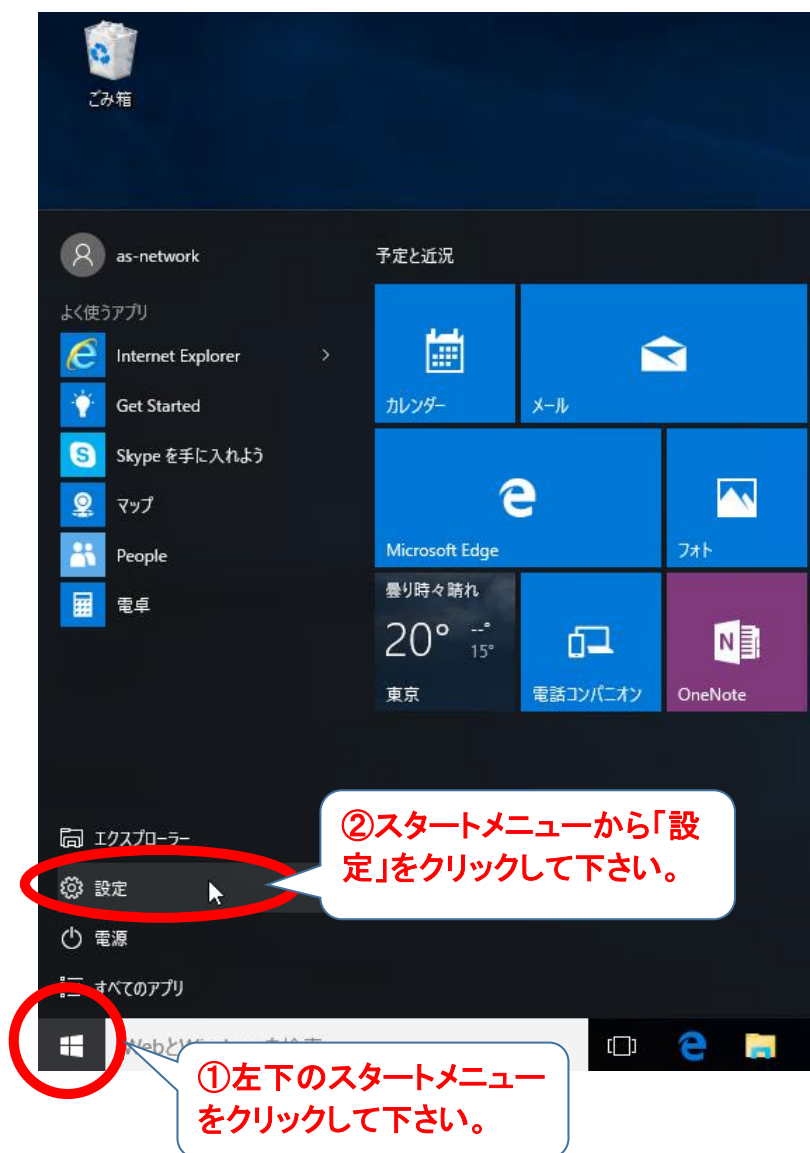 ごみ箱
as-network
予定と近況
よく使うアプリ
Internet Explorer
Get Started
Skype を手に入れよう
マップ
People
電卓
カレンダー
メール
Microsoft Edge
フォト
曇り時々晴れ
20° --°
15°
東京
電話コンパニオン
N
OneNote
エクスプローラー
②スタートメニューから「設
定」をクリックして下さい。
設定
電源
すべてのアプリ
①左下のスタートメニュー
をクリックして下さい。